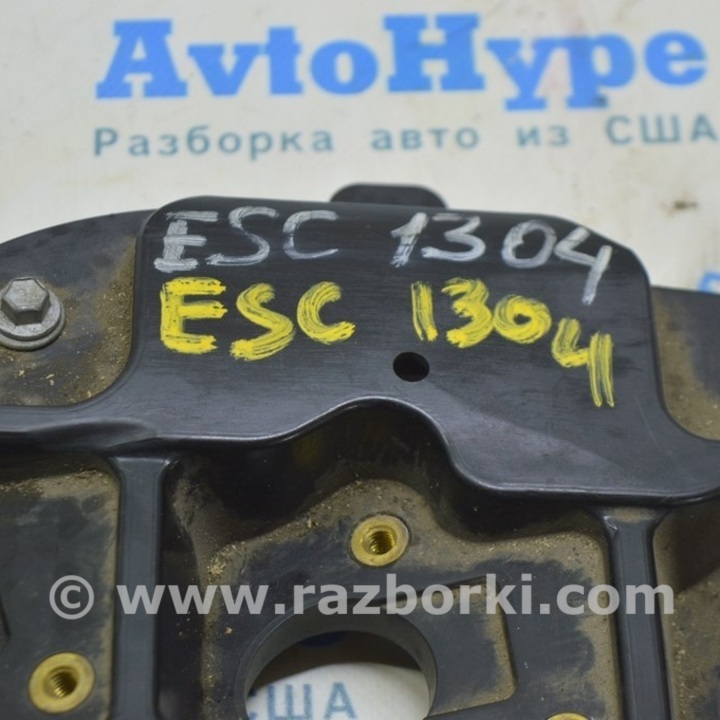 AvtoHype
Разборка авто из США
ESC 1304
ESC 1304
© www.razborki.com
США